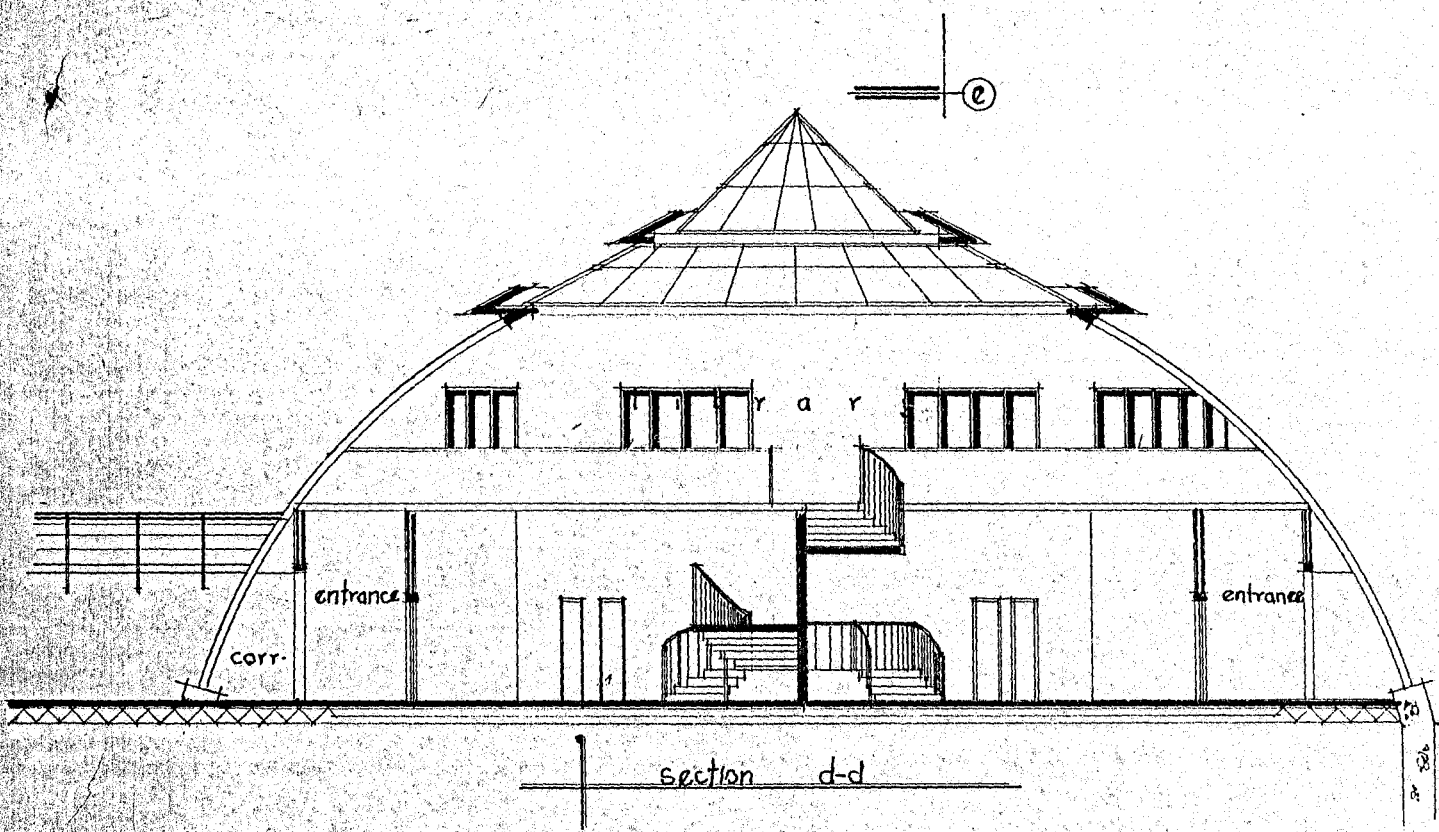 e
r a r
entrance
entrance
corr.
section d-d